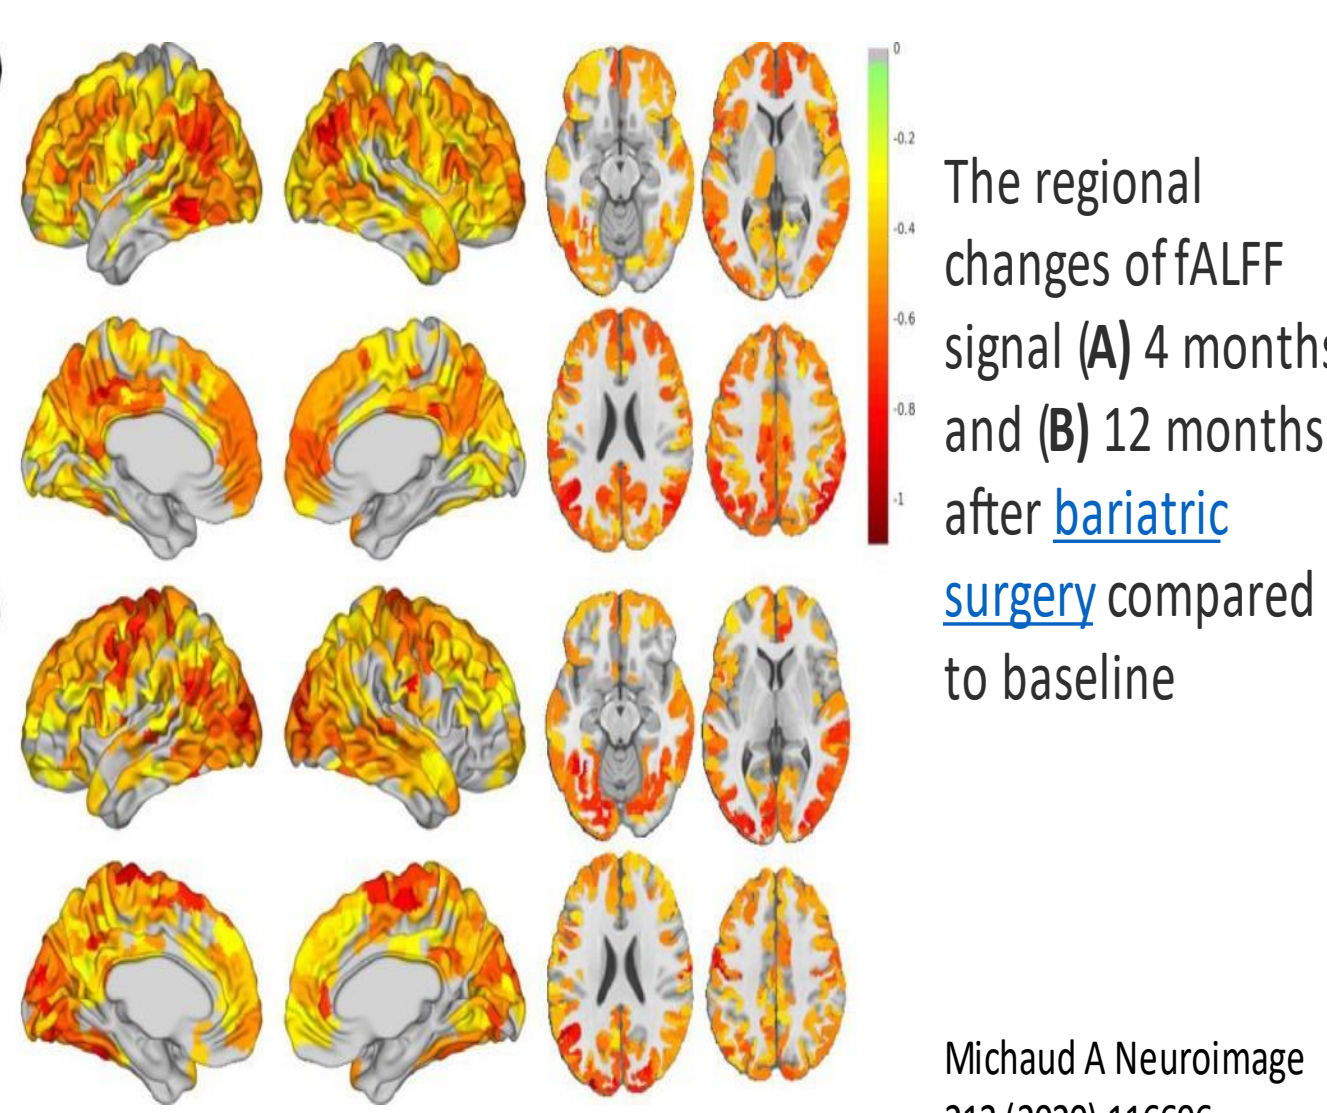 0
-0.2
-0.4
-0.6
-0.8
-1
The regional
changes of fALFF
signal (A) 4 months
and (B) 12 months
after bariatric
surgery compared
to baseline
Michaud A Neuroimage